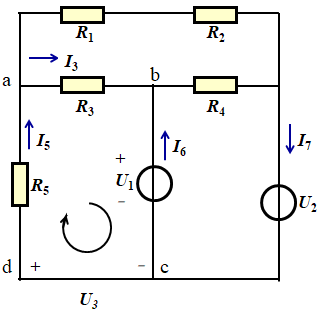 R1 R2
a I3 b
R3 R4
I5 I6 I7
+
R5 U1 U2
-
d + - c
U3